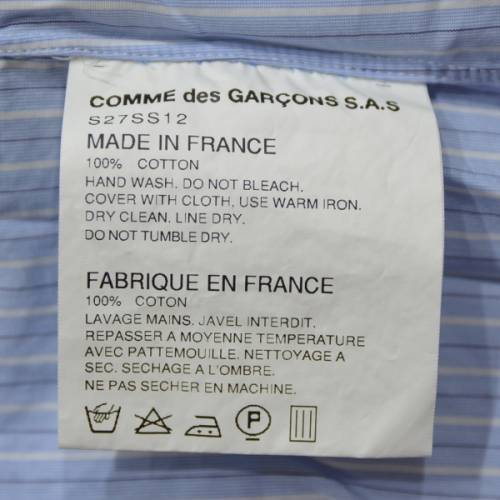 COMME des GARÇONS S.A.S
S27SS12
MADE IN FRANCE
100% COTTON
HAND WASH. DO NOT BLEACH.
COVER WITH CLOTH, USE WARM IRON.
DRY CLEAN. LINE DRY.
DO NOT TUMBLE DRY.
FABRIQUE EN FRANCE
100% COTON
LAVAGE MAINS. JAVEL INTERDIT.
REPASSER A MOYENNE TEMPERATURE
AVEC PATTEMOUILLE. NETTOYAGE A
SEC. SECHAGE A L'OMBRE.
NE PAS SECHER EN MACHINE.
P